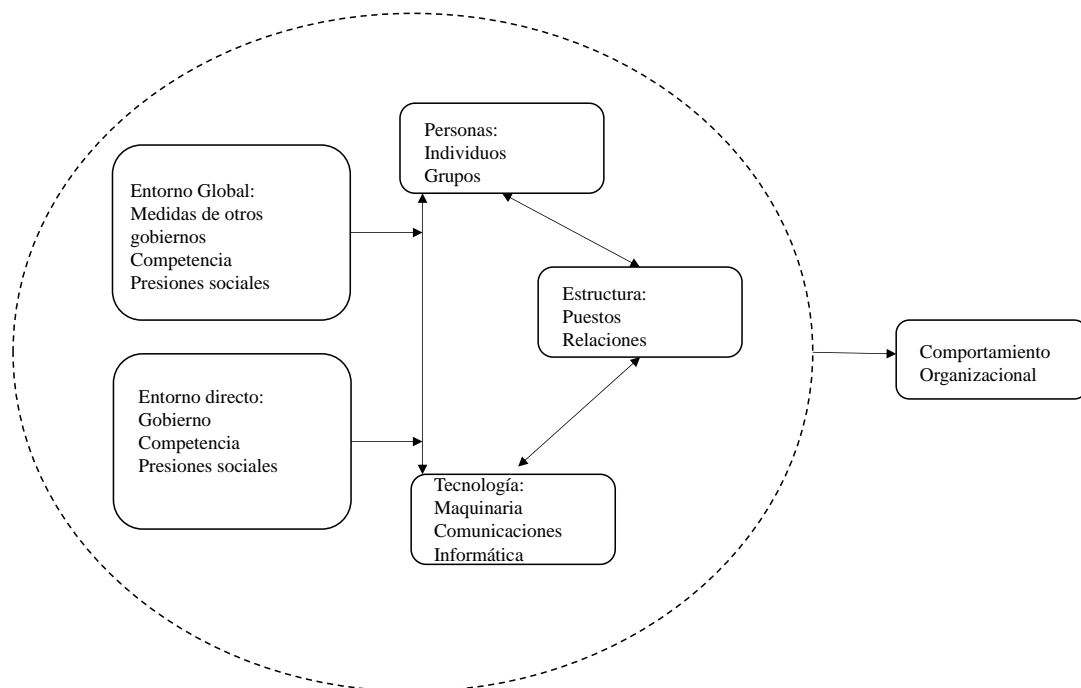 Personas:
Individuos
Grupos
Entorno Global:
Medidas de otros
gobiernos
Competencia
Presiones sociales
Estructura:
Puestos
Relaciones
Comportamiento
Organizacional
Entorno directo:
Gobierno
Competencia
Presiones sociales
Tecnología:
Maquinaria
Comunicaciones
Informática